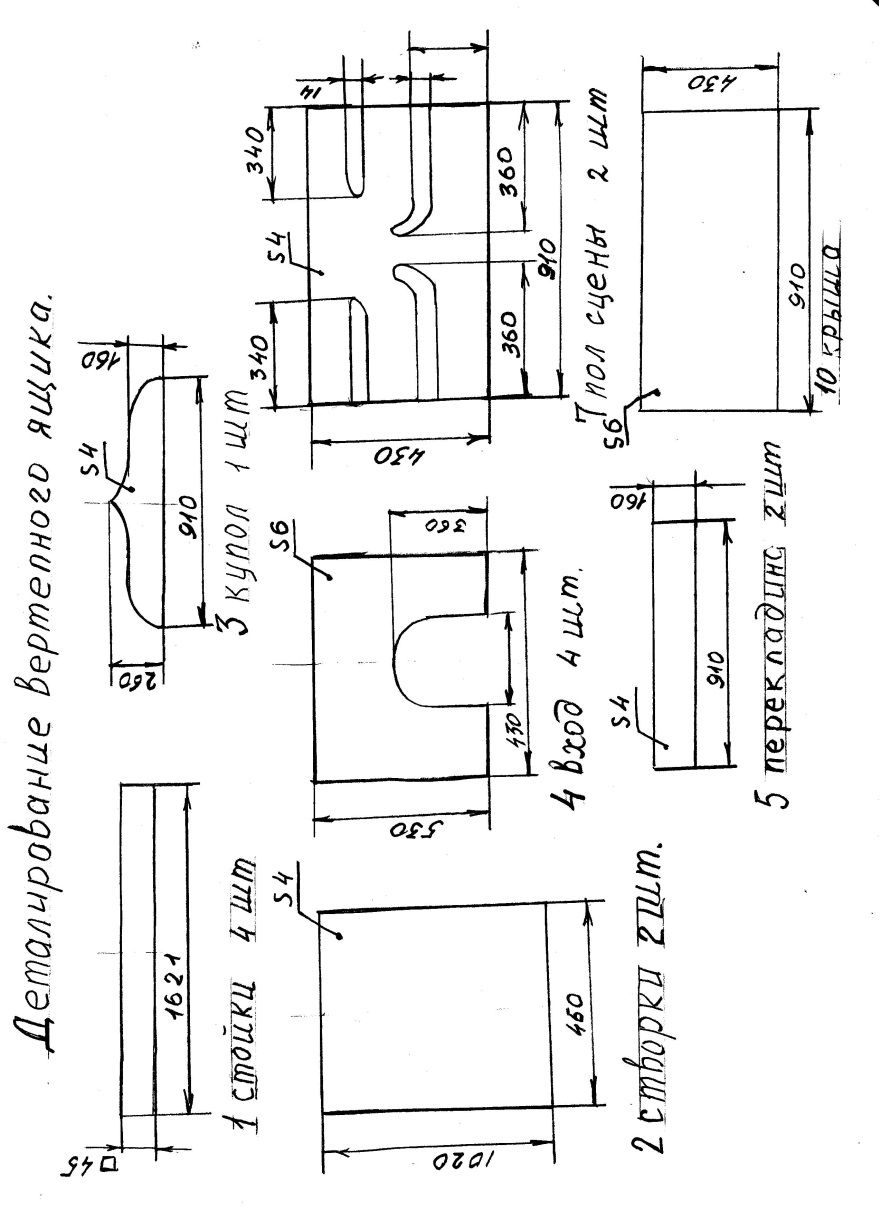 Деталирование вертепного ящика.
□45
1621
1 стойки 4 шт
260
160
S4
910
3 Купол 1 шт
S4
1020
460
2 створки 2 шт.
S6
530
360
430
4 вход 4 шт.
340
340
S4
14
430
360
360
910
7 пол сцены 2 шт
S4
160
910
5 перекладинс 2 шт
S6
430
910
10 крыша